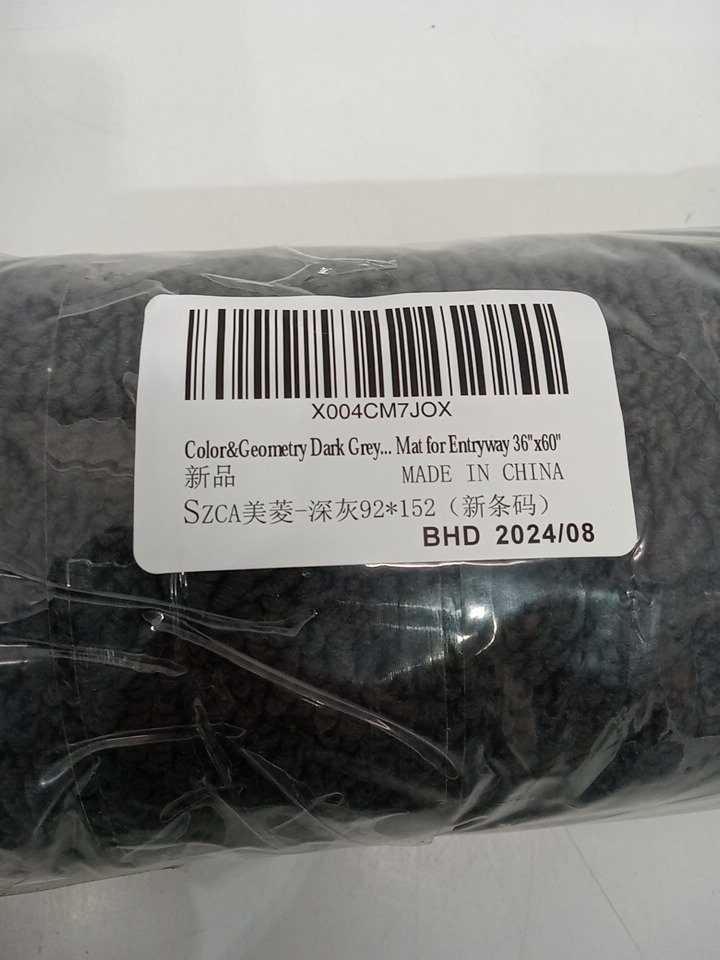 X004CM7JOX
Color&Geometry Dark Grey... Mat for Entryway 36"x60"
新品 MADE IN CHINA
SZCA美菱-深灰92*152（新条码）
BHD 2024/08